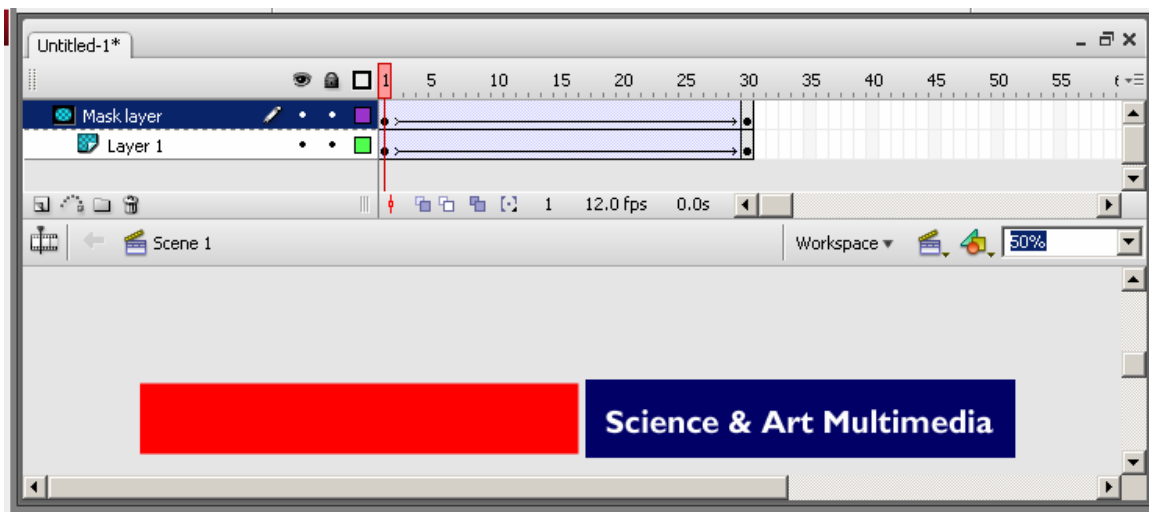 Untitled-1*
1 5 10 15 20 25 30 35 40 45 50 55
Mask layer
Layer 1
1 12.0 fps 0.0s
Scene 1 Workspace 50%
Science & Art Multimedia